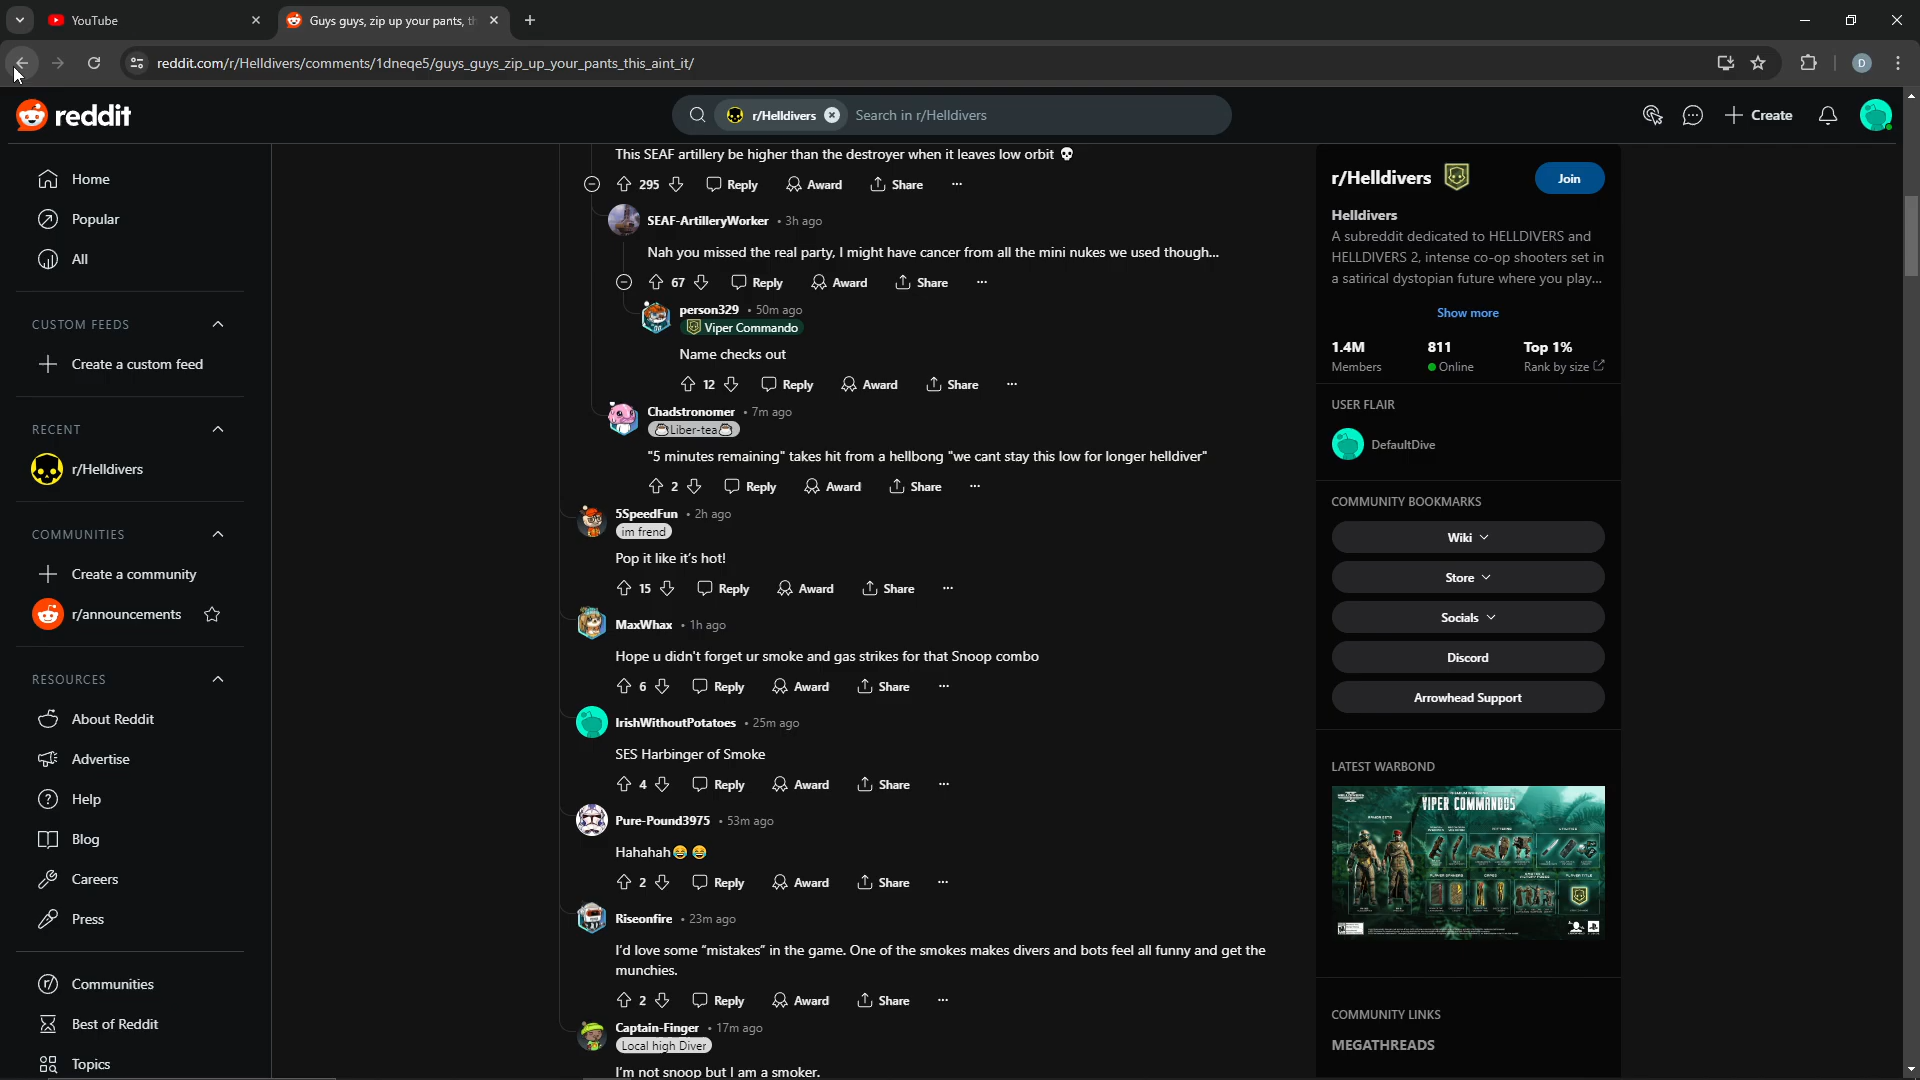 YouTube
Guys guys, zip up your pants, th
reddit.com/r/Helldivers/comments/1dneqe5/guys_guys_zip_up_your_pants_this_aint_it/
D
reddit
r/Helldivers
Search in r/Helldivers
Create
Home
Popular
All
CUSTOM FEEDS
Create a custom feed
RECENT
r/Helldivers
COMMUNITIES
Create a community
r/announcements
RESOURCES
About Reddit
Advertise
Help
Blog
Careers
Press
Communities
Best of Reddit
Topics
This SEAF artillery be higher than the destroyer when it leaves low orbit 💀
295 Reply Award Share ...
SEAF-ArtilleryWorker • 3h ago
Nah you missed the real party, I might have cancer from all the mini nukes we used though...
67 Reply Award Share ...
person329 • 50m ago
Viper Commando
Name checks out
12 Reply Award Share ...
Chadstronomer • 7m ago
☕Liber-tea☕
"5 minutes remaining" takes hit from a hellbong "we cant stay this low for longer helldiver"
2 Reply Award Share ...
5SpeedFun • 2h ago
im frend
Pop it like it's hot!
15 Reply Award Share ...
MaxWhax • 1h ago
Hope u didn't forget ur smoke and gas strikes for that Snoop combo
6 Reply Award Share ...
IrishWithoutPotatoes • 25m ago
SES Harbinger of Smoke
4 Reply Award Share ...
Pure-Pound3975 • 53m ago
Hahahah😂 😂
2 Reply Award Share ...
Riseonfire • 23m ago
I'd love some "mistakes" in the game. One of the smokes makes divers and bots feel all funny and get the
munchies.
2 Reply Award Share ...
Captain-Finger • 17m ago
Local high Diver
I'm not snoop but I am a smoker.
r/Helldivers
Join
Helldivers
A subreddit dedicated to HELLDIVERS and
HELLDIVERS 2, intense co-op shooters set in
a satirical dystopian future where you play...
Show more
1.4M 811 Top 1%
Members Online Rank by size
USER FLAIR
DefaultDive
COMMUNITY BOOKMARKS
Wiki
Store
Socials
Discord
Arrowhead Support
LATEST WARBOND
VIPER COMMANDOS
COMMUNITY LINKS
MEGATHREADS